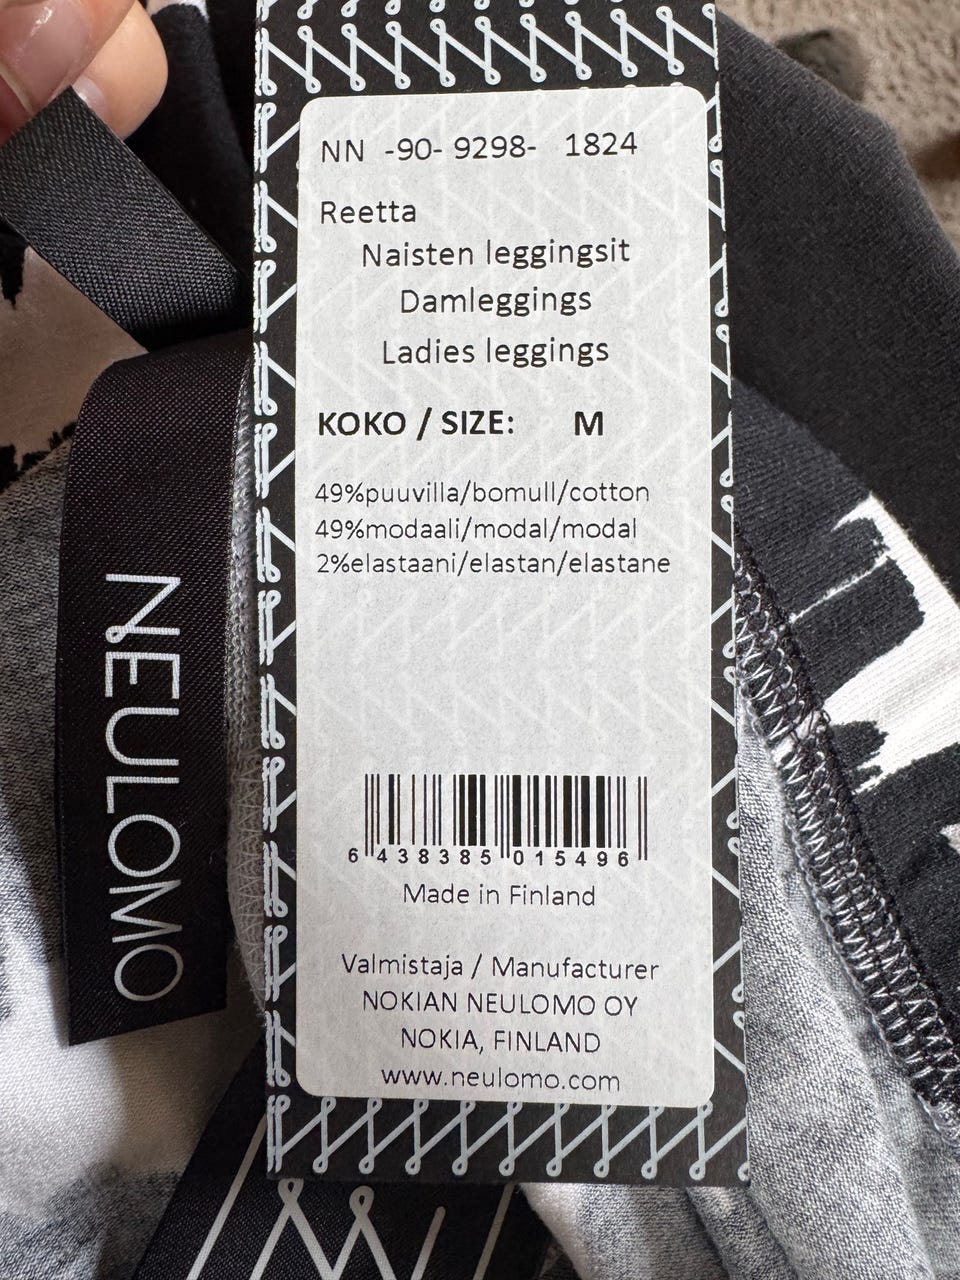 NN -90- 9298- 1824
Reetta
Naisten leggingsit
Damleggings
Ladies leggings
KOKO / SIZE: M
49%puuvilla/bomull/cotton
49%modaali/modal/modal
2%elastaani/elastan/elastane
6 438385 015496
Made in Finland
Valmistaja / Manufacturer
NOKIAN NEULOMO OY
NOKIA, FINLAND
www.neulomo.com
NEULOMO